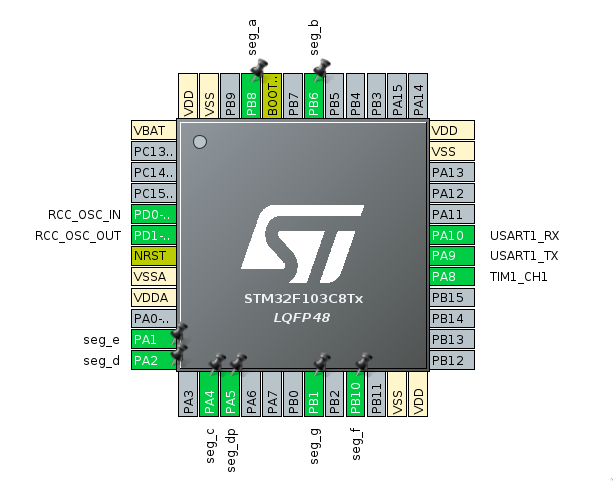 seg_a
seg_b
VDD
VSS
PB9
PB8
BOOT..
PB7
PB6
PB5
PB4
PB3
PA15
PA14
VBAT
PC13..
PC14..
PC15..
RCC_OSC_IN PD0-..
RCC_OSC_OUT PD1-..
NRST
VSSA
VDDA
PA0-..
seg_e PA1
seg_d PA2
VDD
VSS
PA13
PA12
PA11
PA10 USART1_RX
PA9 USART1_TX
PA8 TIM1_CH1
PB15
PB14
PB13
PB12
ST
STM32F103C8Tx
LQFP48
PA3
PA4
PA5
PA6
PA7
PB0
PB1
PB2
PB10
PB11
VSS
VDD
seg_c
seg_dp
seg_g
seg_f